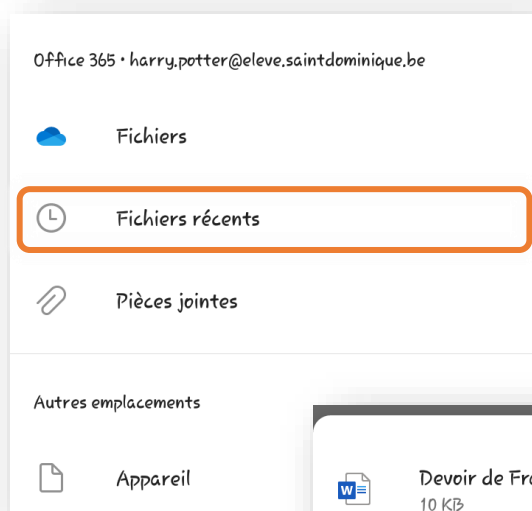 Office 365 • harry.potter@eleve.saintdominique.be
Fichiers
Fichiers récents
Pièces jointes
Autres emplacements
Appareil
W
Devoir de Fra
10 KB